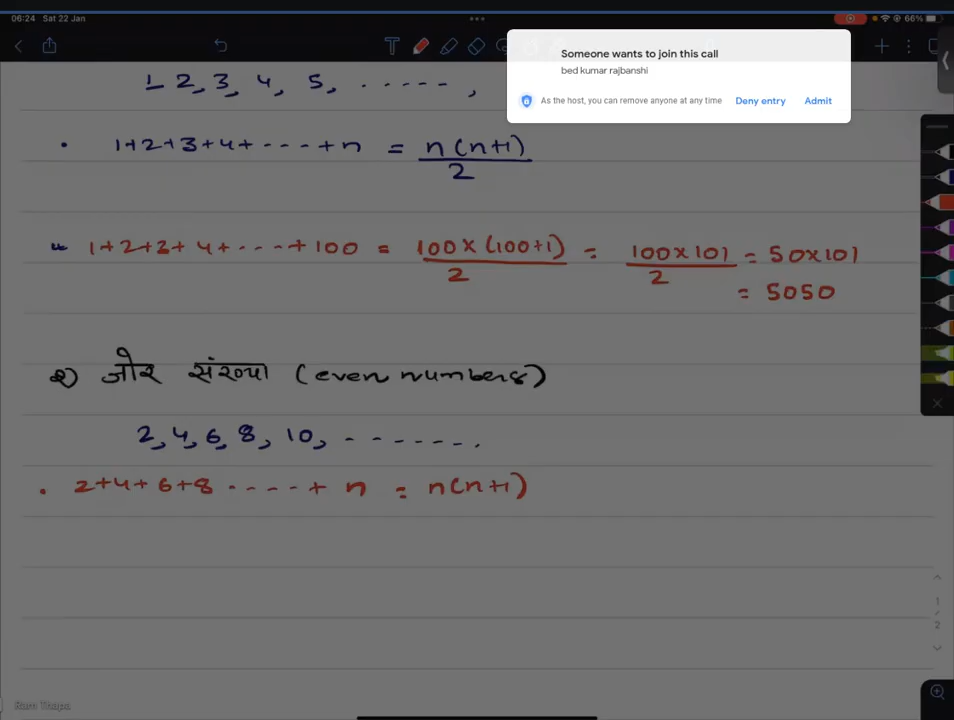 06:24 Sat 22 Jan
66%
Someone wants to join this call
bed kumar rajbanshi
As the host, you can remove anyone at any time Deny entry Admit
1 2, 3, 4, 5, ..... ,
• 1+2+3+4+ ---- + n = n(n+1)/2
1+2+3+4+ ---- + 100 = 100×(100+1)/2 = 100×101/2 = 50×101
= 5050
२) जोर संख्या (even numbers)
2, 4, 6, 8, 10, - - - - - - .
• 2+4+6+8 ----- + n = n(n+1)
1
/
2
Ram Thapa